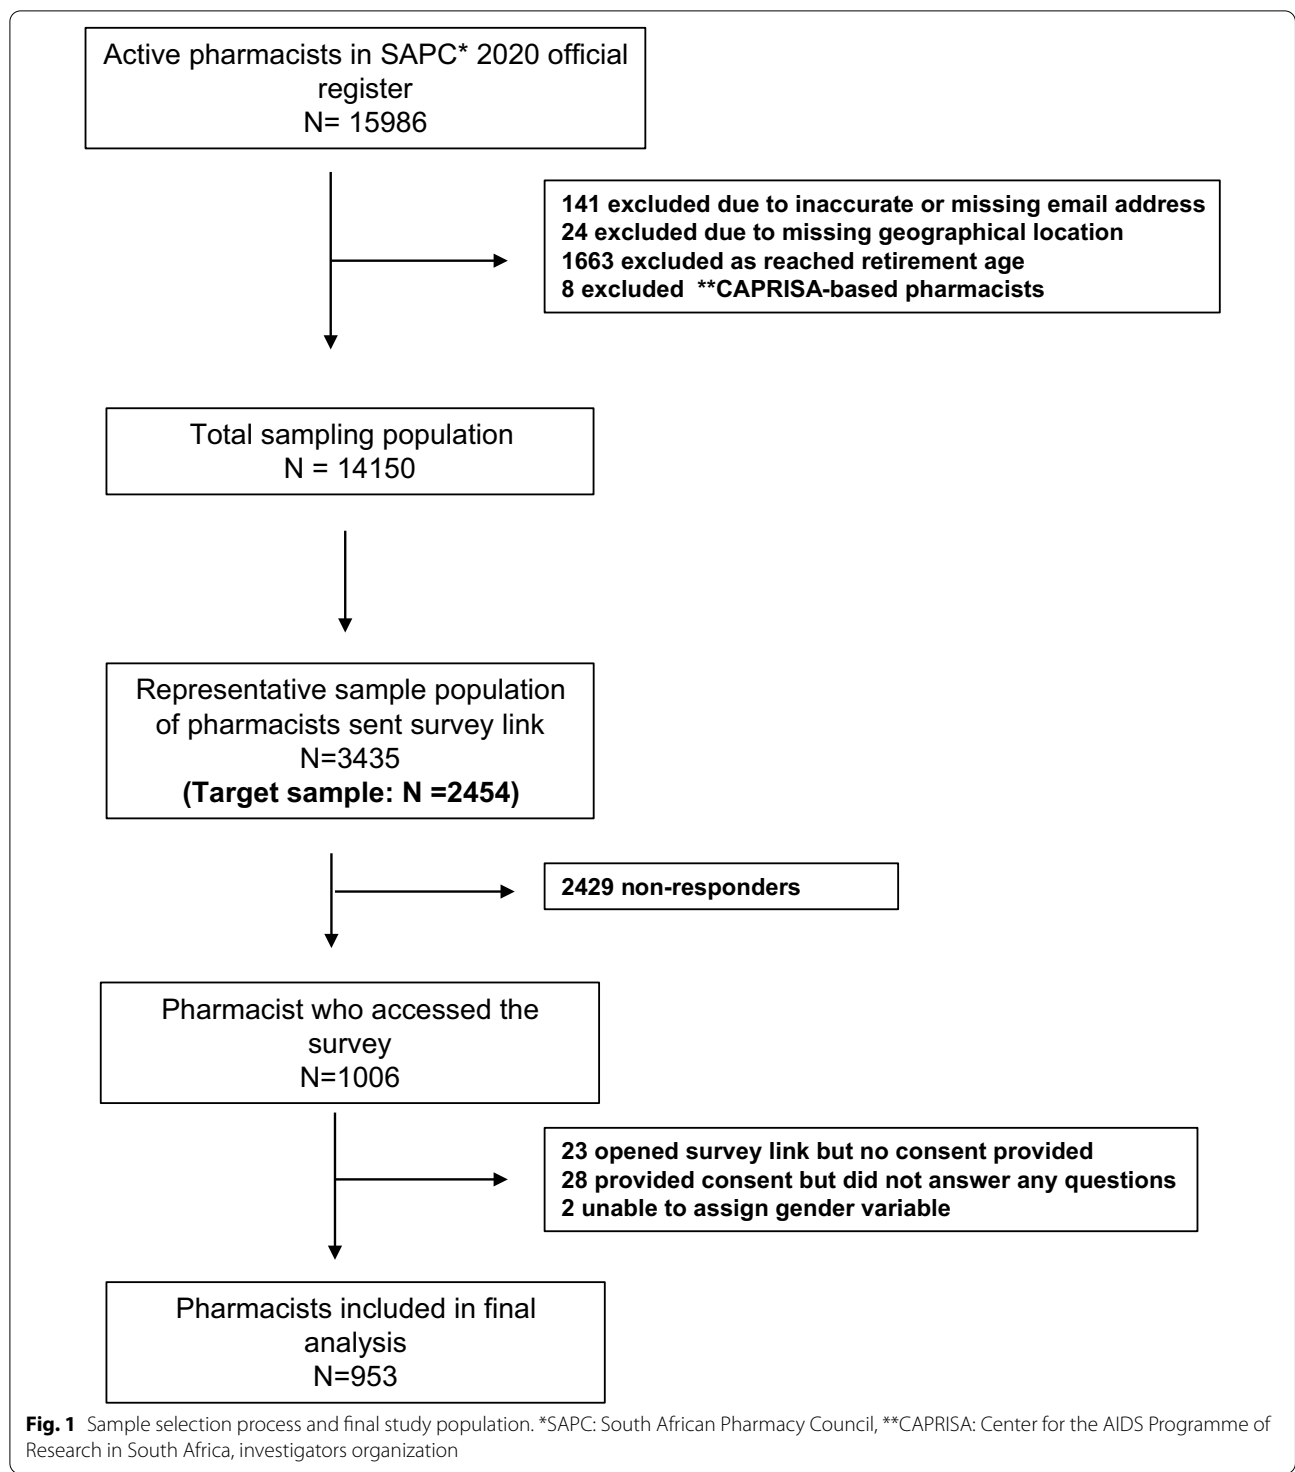 Active pharmacists in SAPC* 2020 official
register
N= 15986
141 excluded due to inaccurate or missing email address
24 excluded due to missing geographical location
1663 excluded as reached retirement age
8 excluded  **CAPRISA-based pharmacists
Total sampling population
N = 14150
Representative sample population
of pharmacists sent survey link
N=3435
(Target sample: N =2454)
2429 non-responders
Pharmacist who accessed the
survey
N=1006
23 opened survey link but no consent provided
28 provided consent but did not answer any questions
2 unable to assign gender variable
Pharmacists included in final
analysis
N=953
Fig. 1 Sample selection process and final study population. *SAPC: South African Pharmacy Council, **CAPRISA: Center for the AIDS Programme of
Research in South Africa, investigators organization